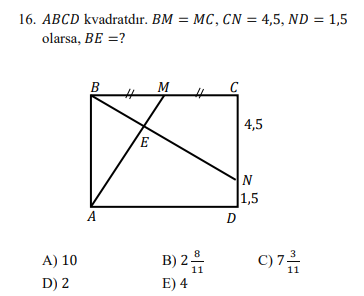 16. ABCD kvadratdır. BM = MC, CN = 4,5, ND = 1,5
olarsa, BE =?
B M C
4,5
E
N
1,5
A D
A) 10 B) 2 8/11 C) 7 3/11
D) 2 E) 4